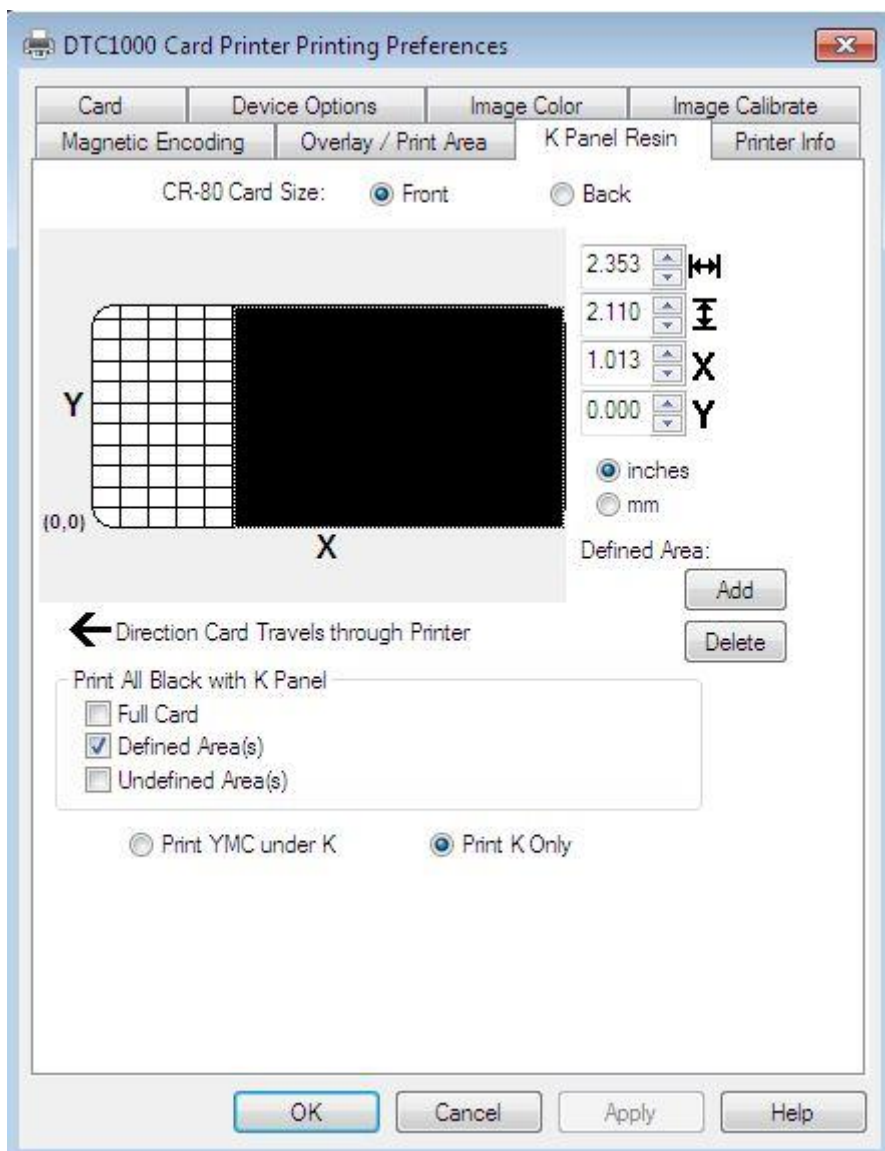 DTC1000 Card Printer Printing Preferences
Card Device Options Image Color Image Calibrate
Magnetic Encoding Overlay / Print Area K Panel Resin Printer Info
CR-80 Card Size: Front Back
2.353
2.110
1.013 X
0.000 Y
Y
(0,0)
X
inches
mm
Defined Area:
Add
Delete
Direction Card Travels through Printer
Print All Black with K Panel
Full Card
Defined Area(s)
Undefined Area(s)
Print YMC under K Print K Only
OK Cancel Apply Help